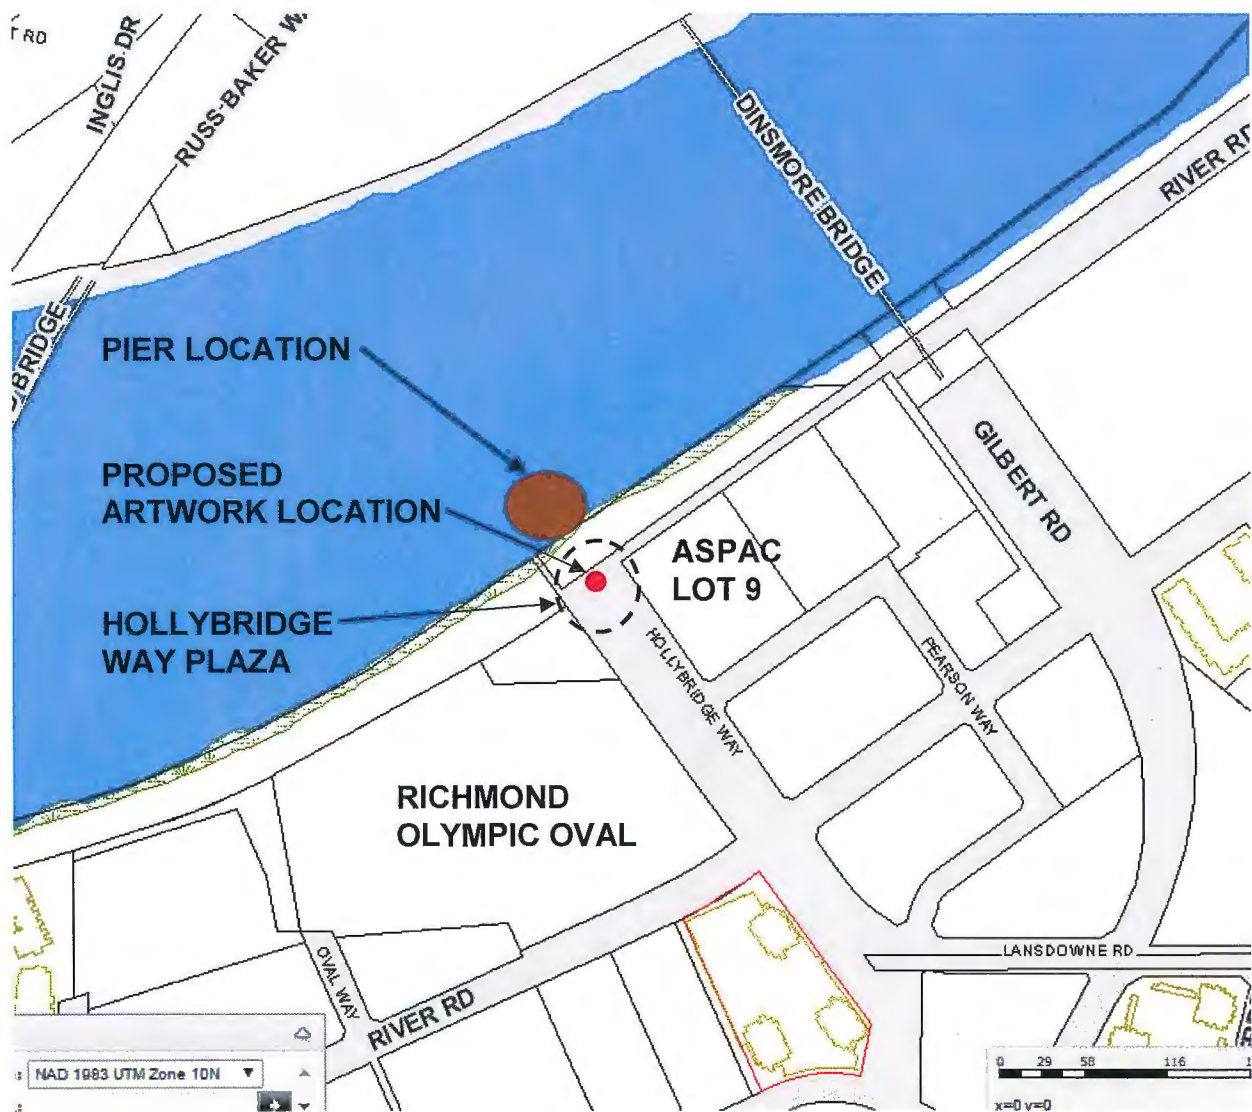 T RD
INGLIS DR
RUSS-BAKER W
DINSMORE BRIDGE
RIVER RD
BRIDGE
PIER LOCATION
PROPOSED
ARTWORK LOCATION
GILBERT RD
ASPAC
LOT 9
HOLLYBRIDGE
WAY PLAZA
HOLLYBRIDGE WAY
PEARSON WAY
RICHMOND
OLYMPIC OVAL
LANSDOWNE RD
OVAL WAY
RIVER RD
NAD 1983 UTM Zone 10N
0 29 58 116 1
x=0 y=0